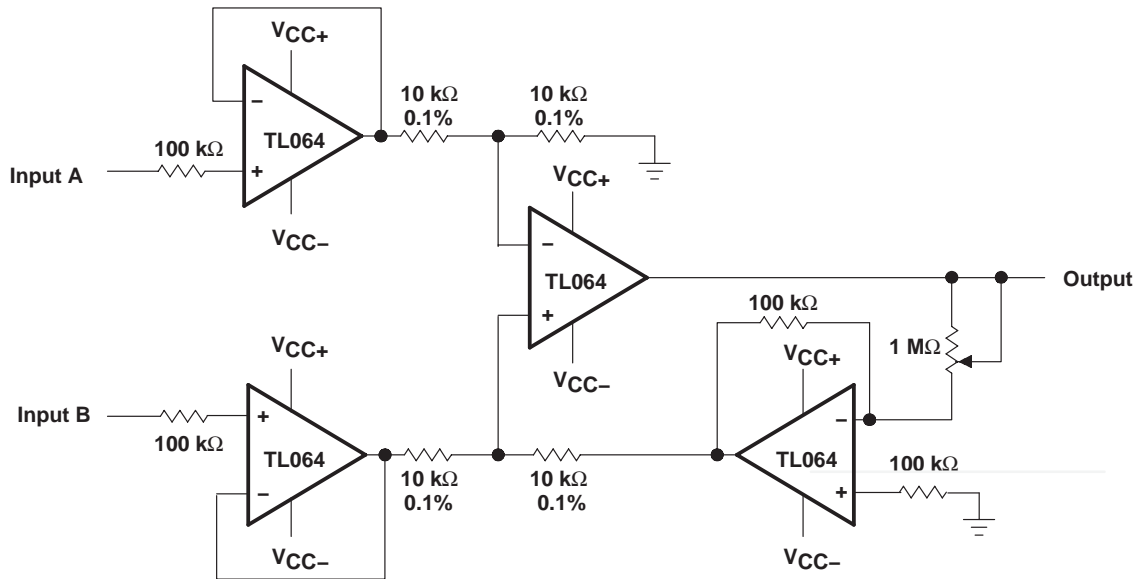 VCC+
10 kΩ
0.1%
10 kΩ
0.1%
−
TL064
100 kΩ
+
Input A
VCC−
VCC+
−
TL064
Output
+
100 kΩ
1 MΩ
VCC+
VCC−
VCC+
Input B
+
−
100 kΩ
TL064
TL064
100 kΩ
−
10 kΩ
0.1%
10 kΩ
0.1%
+
VCC−
VCC−